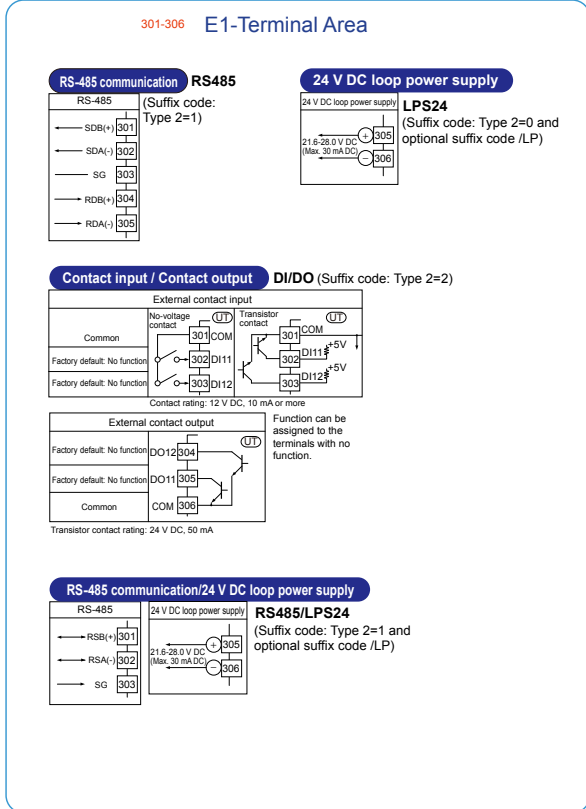 301-306 E1-Terminal Area
RS-485 communication RS485
(Suffix code:
Type 2=1)
RS-485
SDB(+) 301
SDA(-) 302
SG 303
RDB(+) 304
RDA(-) 305
24 V DC loop power supply
24 V DC loop power supply
LPS24
(Suffix code: Type 2=0 and
optional suffix code /LP)
21.6-28.0 V DC
(Max. 30 mA DC)
+ 305
- 306
Contact input / Contact output DI/DO (Suffix code: Type 2=2)
External contact input
No-voltage
contact
UT
Transistor
contact
UT
Common
301 COM
301 COM
Factory default: No function
302 DI11
302 DI11 +5V
Factory default: No function
303 DI12
303 DI12 +5V
Contact rating: 12 V DC, 10 mA or more
External contact output
UT
Factory default: No function
DO12 304
Factory default: No function
DO11 305
Common
COM 306
Function can be
assigned to the
terminals with no
function.
Transistor contact rating: 24 V DC, 50 mA
RS-485 communication/24 V DC loop power supply
RS-485
RSB(+) 301
RSA(-) 302
SG 303
24 V DC loop power supply
21.6-28.0 V DC
(Max. 30 mA DC)
+ 305
- 306
RS485/LPS24
(Suffix code: Type 2=1 and
optional suffix code /LP)